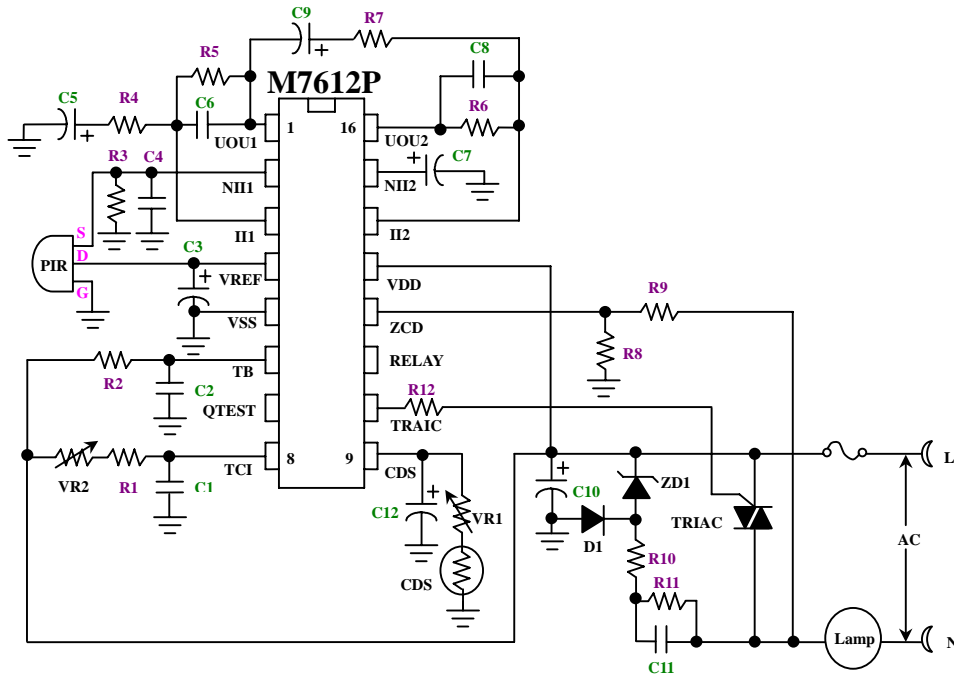 C9
R7
R5
C8
M7612P
C5
R4
C6
R6
1
16
UOU1
UOU2
R3
C4
C7
NII1
NII2
S
II1
II2
C3
D
PIR
VREF
VDD
G
R9
VSS
ZCD
R8
TB
RELAY
R2
C2
R12
QTEST
TRAIC
8
9
L
TCI
CDS
VR2
R1
C1
C10
ZD1
C12
VR1
TRIAC
AC
D1
R10
CDS
R11
Lamp
N
C11